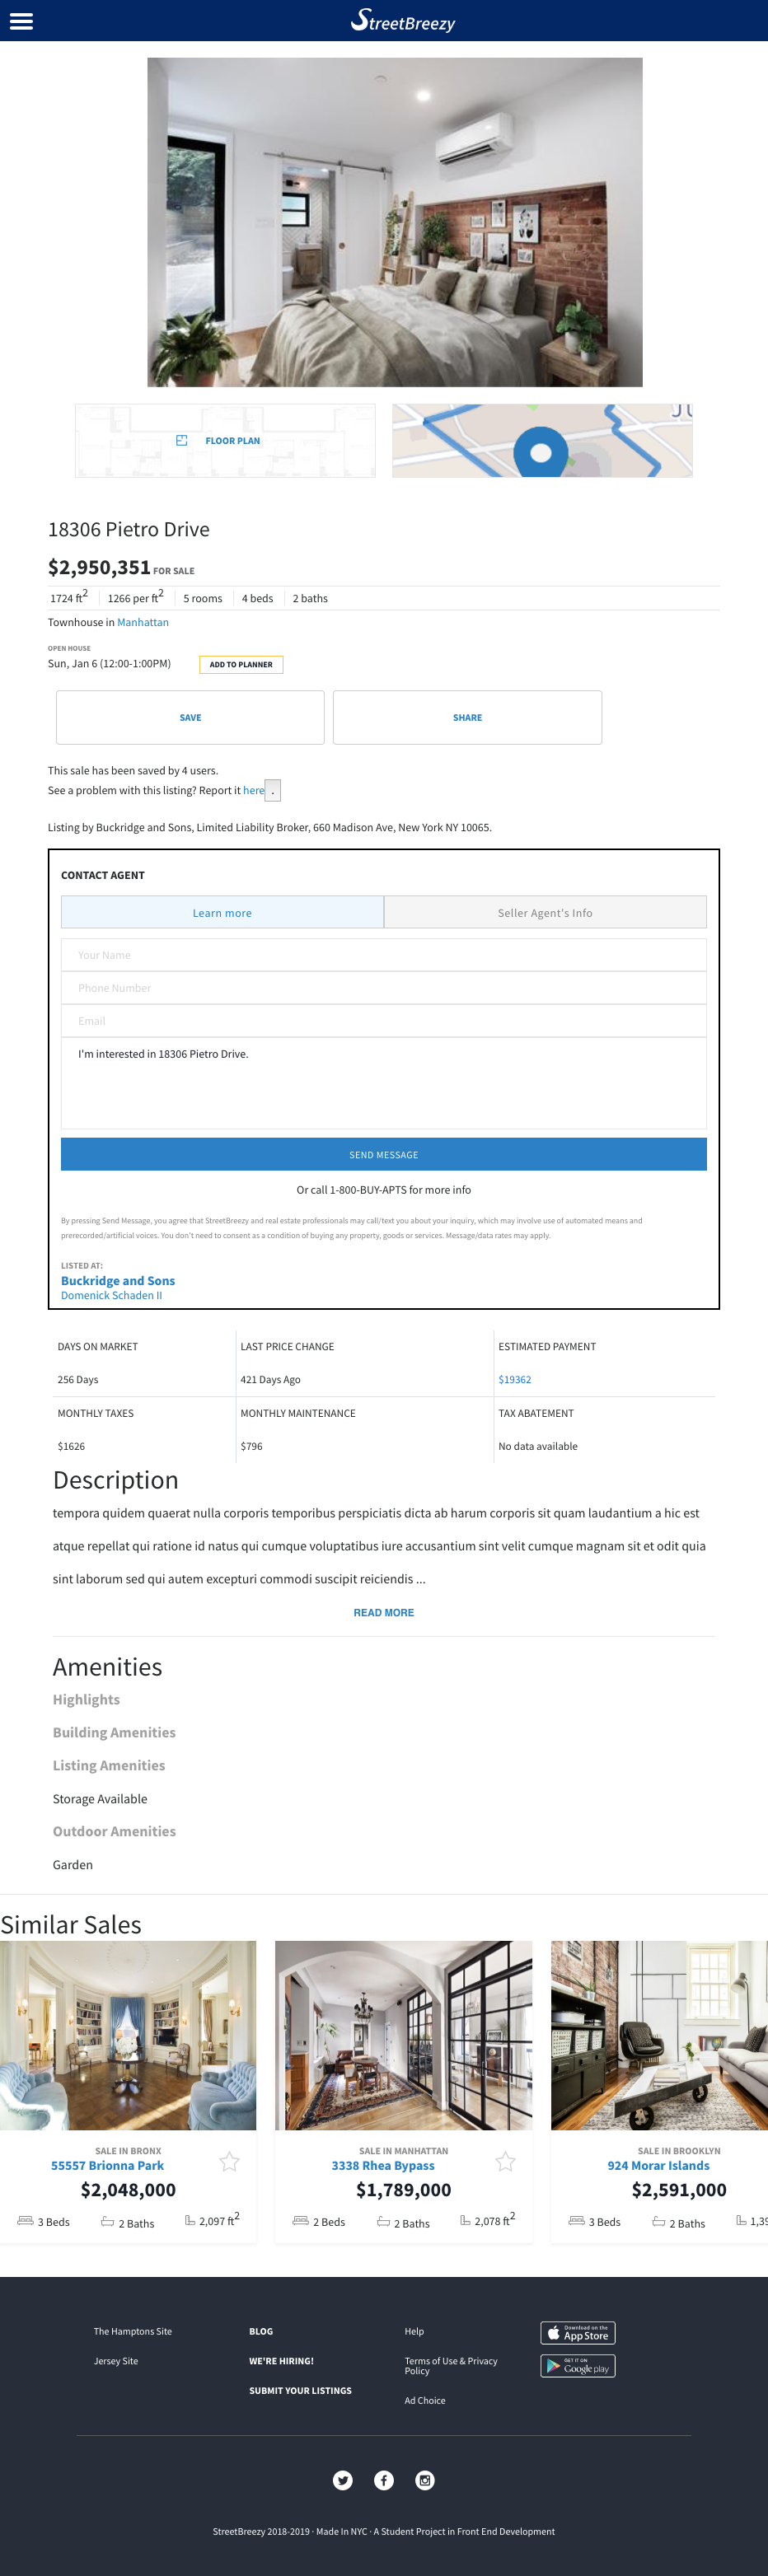 StreetBreezy
FLOOR PLAN
18306 Pietro Drive
$2,950,351 FOR SALE
1724 ft2 1266 per ft2 5 rooms 4 beds 2 baths
Townhouse in Manhattan
OPEN HOUSE
Sun, Jan 6 (12:00-1:00PM) ADD TO PLANNER
SAVE SHARE
This sale has been saved by 4 users.
See a problem with this listing? Report it here .
Listing by Buckridge and Sons, Limited Liability Broker, 660 Madison Ave, New York NY 10065.
CONTACT AGENT
Learn more Seller Agent's Info
Your Name
Phone Number
Email
I'm interested in 18306 Pietro Drive.
SEND MESSAGE
Or call 1-800-BUY-APTS for more info
By pressing Send Message, you agree that StreetBreezy and real estate professionals may call/text you about your inquiry, which may involve use of automated means and
prerecorded/artificial voices. You don't need to consent as a condition of buying any property, goods or services. Message/data rates may apply.
LISTED AT:
Buckridge and Sons
Domenick Schaden II
DAYS ON MARKET LAST PRICE CHANGE ESTIMATED PAYMENT
256 Days 421 Days Ago $19362
MONTHLY TAXES MONTHLY MAINTENANCE TAX ABATEMENT
$1626 $796 No data available
Description
tempora quidem quaerat nulla corporis temporibus perspiciatis dicta ab harum corporis sit quam laudantium a hic est
atque repellat qui ratione id natus qui cumque voluptatibus iure accusantium sint velit cumque magnam sit et odit quia
sint laborum sed qui autem excepturi commodi suscipit reiciendis ...
READ MORE
Amenities
Highlights
Building Amenities
Listing Amenities
Storage Available
Outdoor Amenities
Garden
Similar Sales
SALE IN BRONX SALE IN MANHATTAN SALE IN BROOKLYN
55557 Brionna Park 3338 Rhea Bypass 924 Morar Islands
$2,048,000 $1,789,000 $2,591,000
3 Beds 2 Baths 2,097 ft2 2 Beds 2 Baths 2,078 ft2 3 Beds 2 Baths 1,39
The Hamptons Site BLOG Help Download on the App Store
Jersey Site WE'RE HIRING! Terms of Use & Privacy Policy GET IT ON Google play
SUBMIT YOUR LISTINGS Ad Choice
StreetBreezy 2018-2019 · Made In NYC · A Student Project in Front End Development